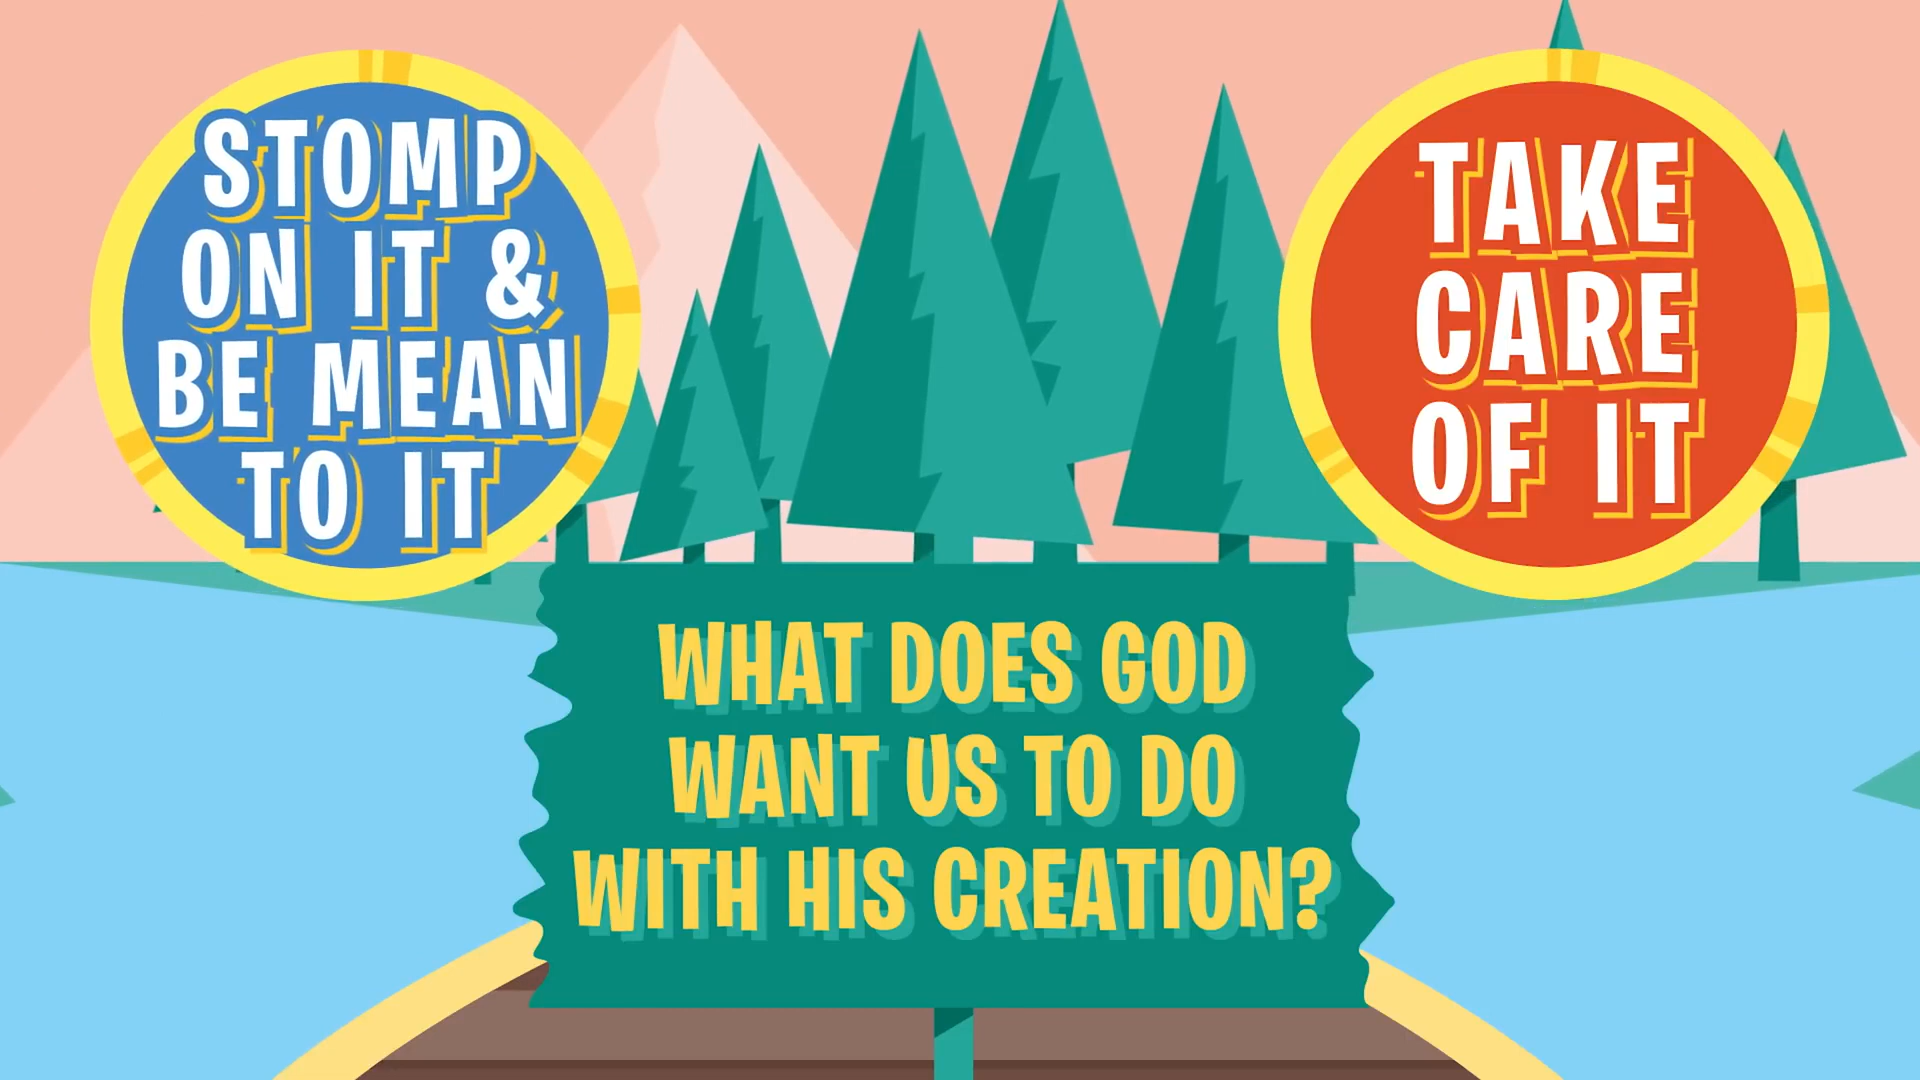 STOMP
ON IT &
BE MEAN
TO IT
TAKE
CARE
OF IT
WHAT DOES GOD
WANT US TO DO
WITH HIS CREATION?